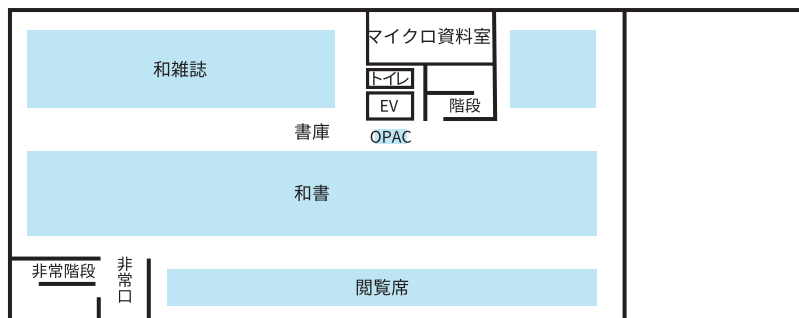 マイクロ資料室
和雑誌
トイレ
EV
階段
書庫
OPAC
和書
非常階段
非常口
閲覧席